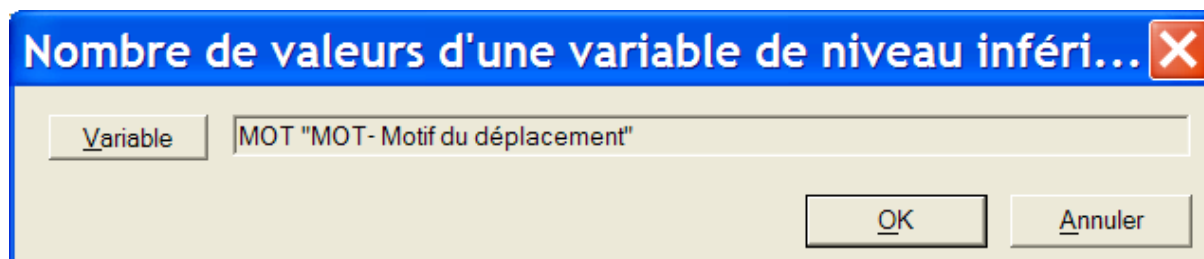 Nombre de valeurs d'une variable de niveau inféri...
Variable MOT "MOT- Motif du déplacement"
OK Annuler